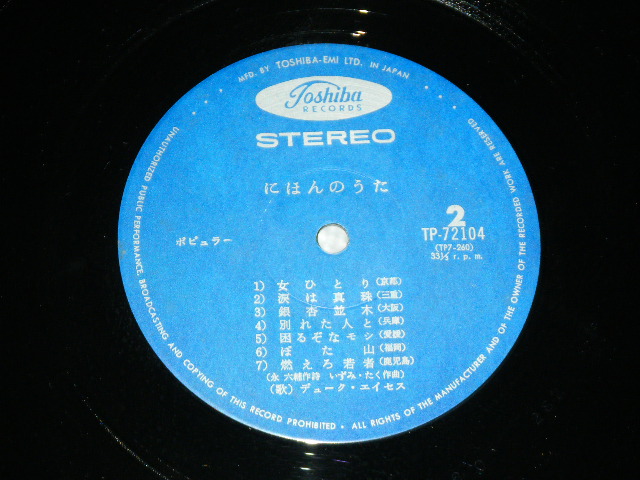 MFD. BY TOSHIBA-EMI LTD. IN JAPAN
Toshiba
RECORDS
STEREO
にほんのうた
2
TP-72104
(TP7-260)
33⅓ r. p. m.
ポピュラー
1) 女ひとり(京都)
2) 涙は真珠(三重)
3) 銀杏並木(大阪)
4) 別れた人と(兵庫)
5) 困るぞなモシ(愛媛)
6) ぼた山(福岡)
7) 燃えろ若者(鹿児島)
(永 六輔作詩 いずみ・たく作曲)
(歌)デューク・エイセス
UNAUTHORIZED PUBLIC PERFORMANCE, BROADCASTING AND COPYING OF THIS RECORD PROHIBITED • ALL RIGHTS OF THE MANUFACTURER AND OF THE OWNER OF THE RECORDED WORK ARE RESERVED